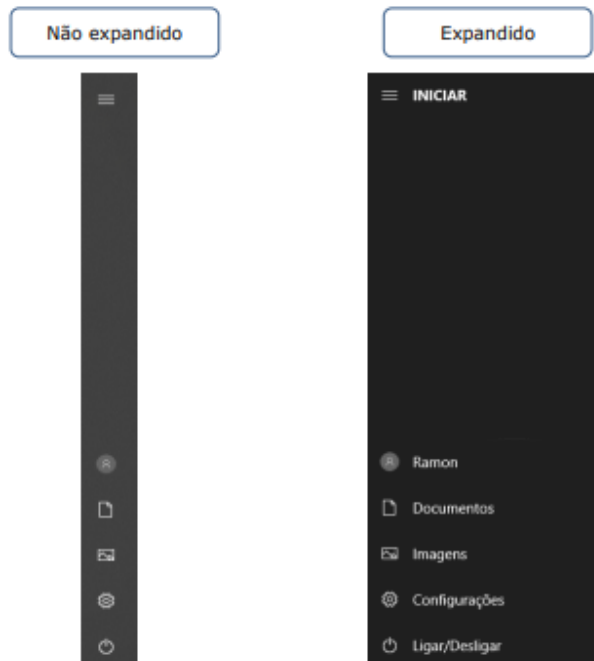 Não expandido
Expandido
INICIAR
Ramon
Documentos
Imagens
Configurações
Ligar/Desligar